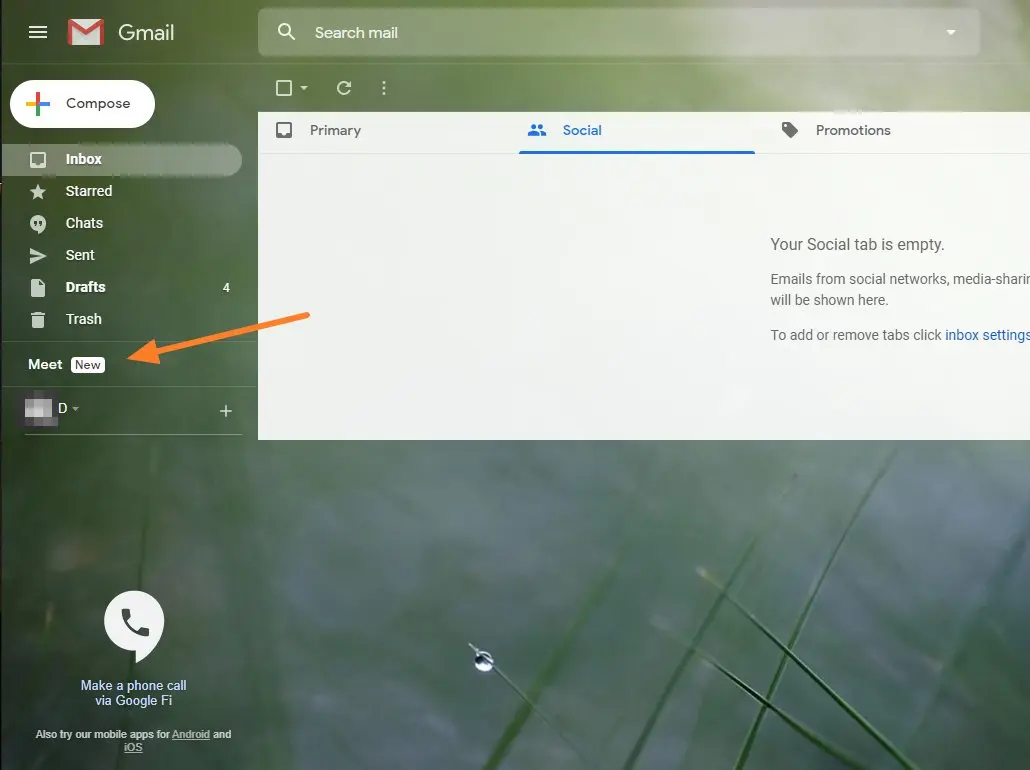 Gmail
Search mail
Compose
Primary
Social
Promotions
Inbox
Starred
Chats
Sent
Drafts 4
Trash
Meet New
D
Your Social tab is empty.
Emails from social networks, media-sharin
will be shown here.
To add or remove tabs click inbox settings
Make a phone call
via Google Fi
Also try our mobile apps for Android and
iOS